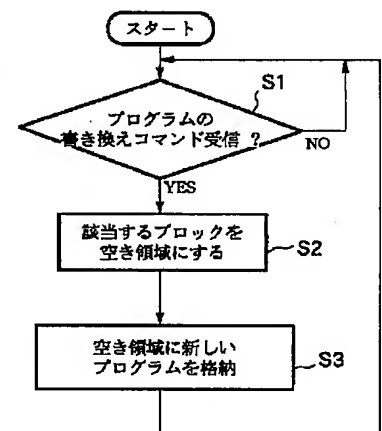 スタート
S1
プログラムの
書き換えコマンド受信 ?
NO
YES
該当するブロックを
空き領域にする
S2
空き領域に新しい
プログラムを格納
S3